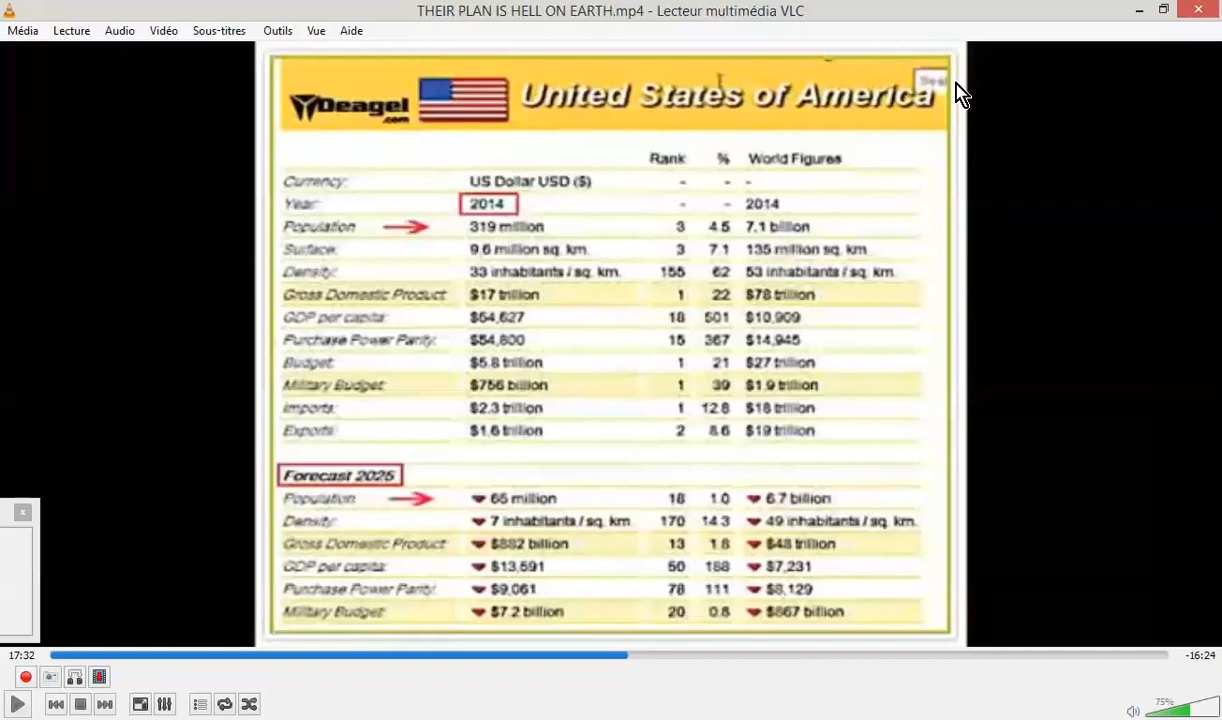 THEIR PLAN IS HELL ON EARTH.mp4 - Lecteur multimédia VLC
Média Lecture Audio Vidéo Sous-titres Outils Vue Aide
Deagel .com United States of America
Rank % World Figures
Currency: US Dollar USD ($) - - -
Year: 2014 - - 2014
Population 319 million 3 4.5 7.1 billion
Surface: 9.6 million sq. km. 3 7.1 135 million sq. km.
Density: 33 inhabitants / sq. km. 155 62 53 inhabitants / sq. km.
Gross Domestic Product: $17 trillion 1 22 $78 trillion
GDP per capita: $54,627 18 501 $10,909
Purchase Power Parity: $54,800 15 367 $14,945
Budget: $5.8 trillion 1 21 $27 trillion
Military Budget: $756 billion 1 39 $1.9 trillion
Imports: $2.3 trillion 1 12.8 $18 trillion
Exports: $1.6 trillion 2 8.6 $19 trillion
Forecast 2025
Population 65 million 18 1.0 6.7 billion
Density: 7 inhabitants / sq. km. 170 14.3 49 inhabitants / sq. km.
Gross Domestic Product: $882 billion 13 1.8 $48 trillion
GDP per capita: $13,591 50 188 $7,231
Purchase Power Parity: $9,061 78 111 $8,129
Military Budget: $7.2 billion 20 0.8 $867 billion
17:32 -16:24
75%